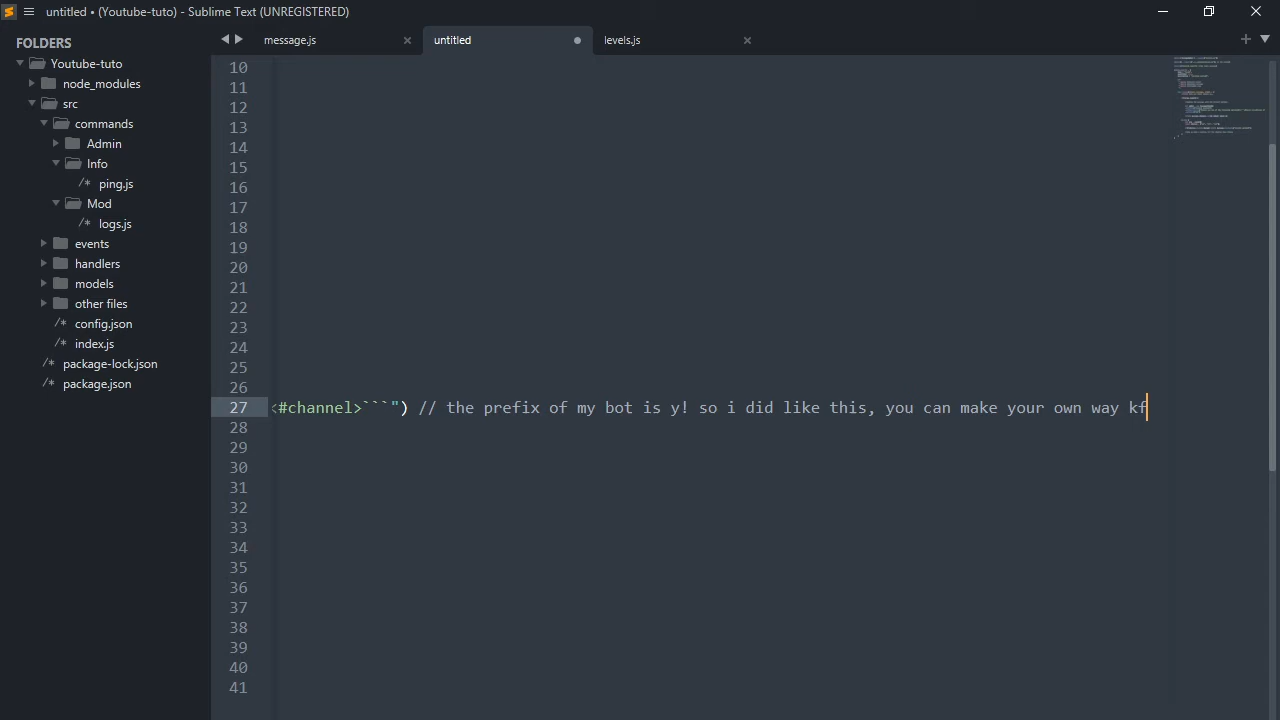 untitled • (Youtube-tuto) - Sublime Text (UNREGISTERED)
FOLDERS
Youtube-tuto
node_modules
src
commands
Admin
Info
/* ping.js
Mod
/* logs.js
events
handlers
models
other files
/* config.json
/* index.js
/* package-lock.json
/* package.json
message.js
untitled
levels.js
10
11
12
13
14
15
16
17
18
19
20
21
22
23
24
25
26
27 <#channel>```") // the prefix of my bot is y! so i did like this, you can make your own way kf
28
29
30
31
32
33
34
35
36
37
38
39
40
41